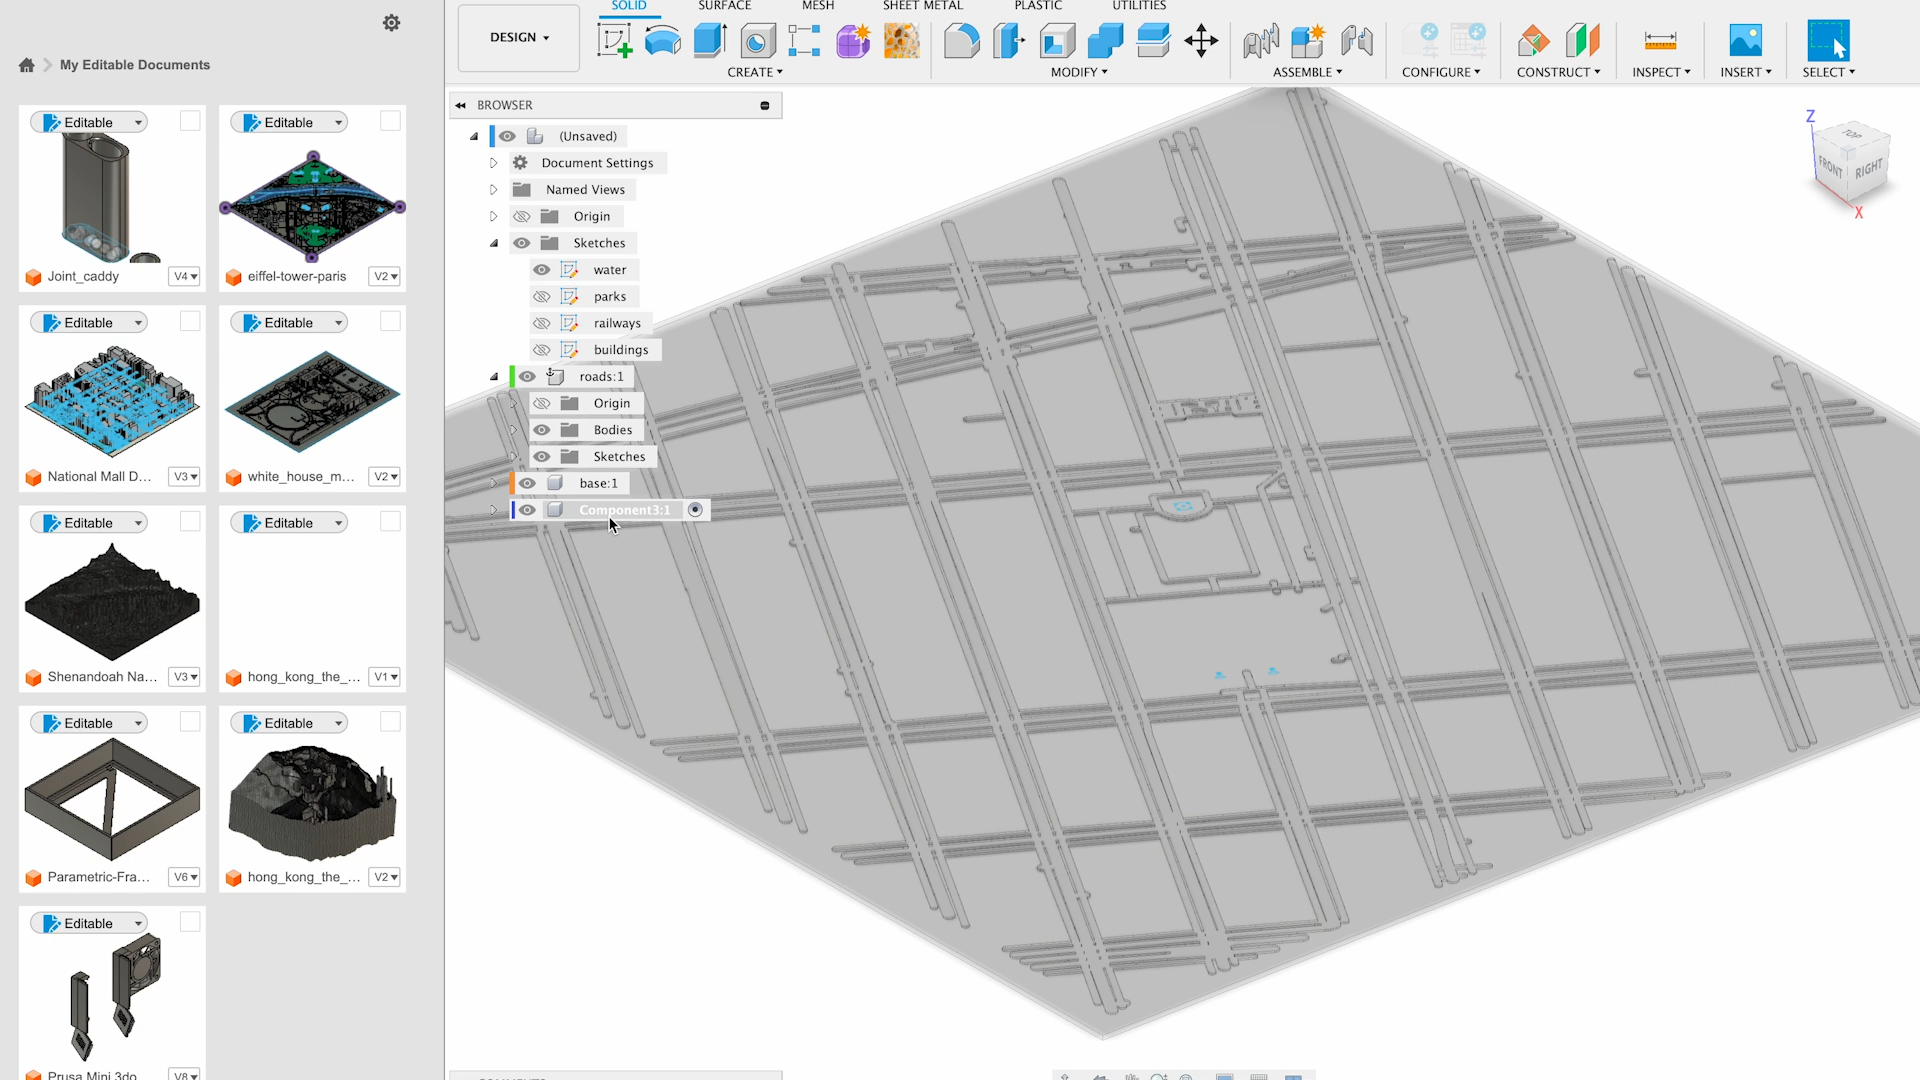 My Editable Documents
Editable
Editable
Joint_caddy
V4
eiffel-tower-paris
V2
Editable
Editable
National Mall D...
V3
white_house_m...
V2
Editable
Editable
Shenandoah Na...
V3
hong_kong_the_...
V1
Editable
Editable
Parametric-Fra...
V6
hong_kong_the_...
V2
Editable
Prusa Mini 3do
V8
DESIGN
SOLID
SURFACE
MESH
SHEET METAL
PLASTIC
UTILITIES
CREATE
MODIFY
ASSEMBLE
CONFIGURE
CONSTRUCT
INSPECT
INSERT
SELECT
BROWSER
(Unsaved)
Document Settings
Named Views
Origin
Sketches
water
parks
railways
buildings
roads:1
Origin
Bodies
Sketches
base:1
Component3:1
Z
TOP
FRONT
RIGHT
X